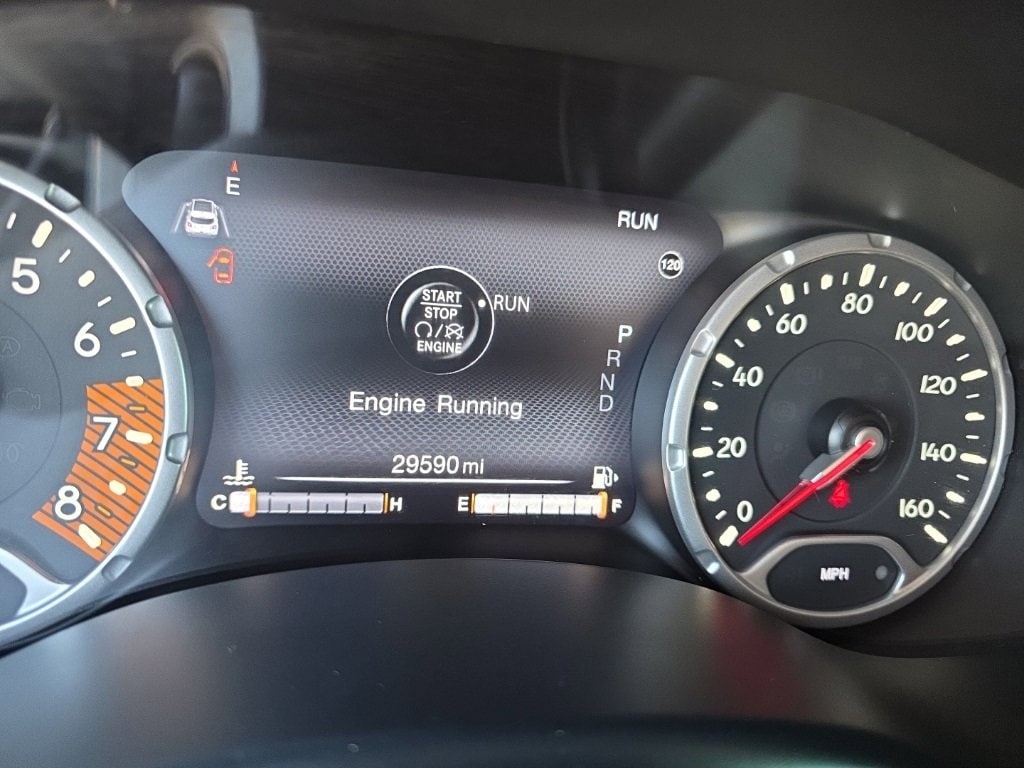 E
RUN
120
START
STOP
ENGINE
RUN
P
R
N
D
Engine Running
29590 mi
C H
E F
5
6
7
8
0
20
40
60
80
100
120
140
160
MPH